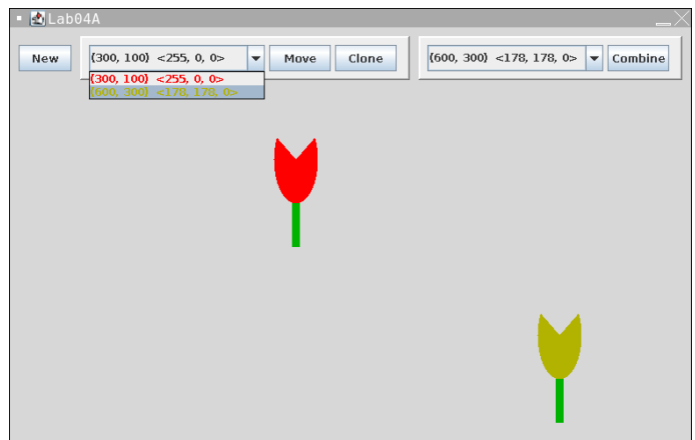 Lab04A
New {300, 100} <255, 0, 0> Move Clone {600, 300} <178, 178, 0> Combine
{300, 100} <255, 0, 0>
{600, 300} <178, 178, 0>